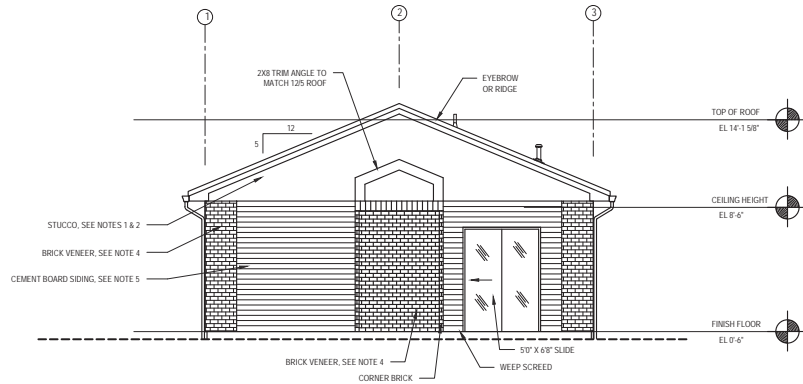 1
2
3
2X8 TRIM ANGLE TO
MATCH 12/5 ROOF
EYEBROW
OR RIDGE
TOP OF ROOF
EL 14'-1 5/8"
12
5
CEILING HEIGHT
EL 8'-6"
STUCCO, SEE NOTES 1 & 2
BRICK VENEER, SEE NOTE 4
CEMENT BOARD SIDING, SEE NOTE 5
FINISH FLOOR
EL 0'-6"
5'0" X 6'8" SLIDE
BRICK VENEER, SEE NOTE 4
WEEP SCREED
CORNER BRICK